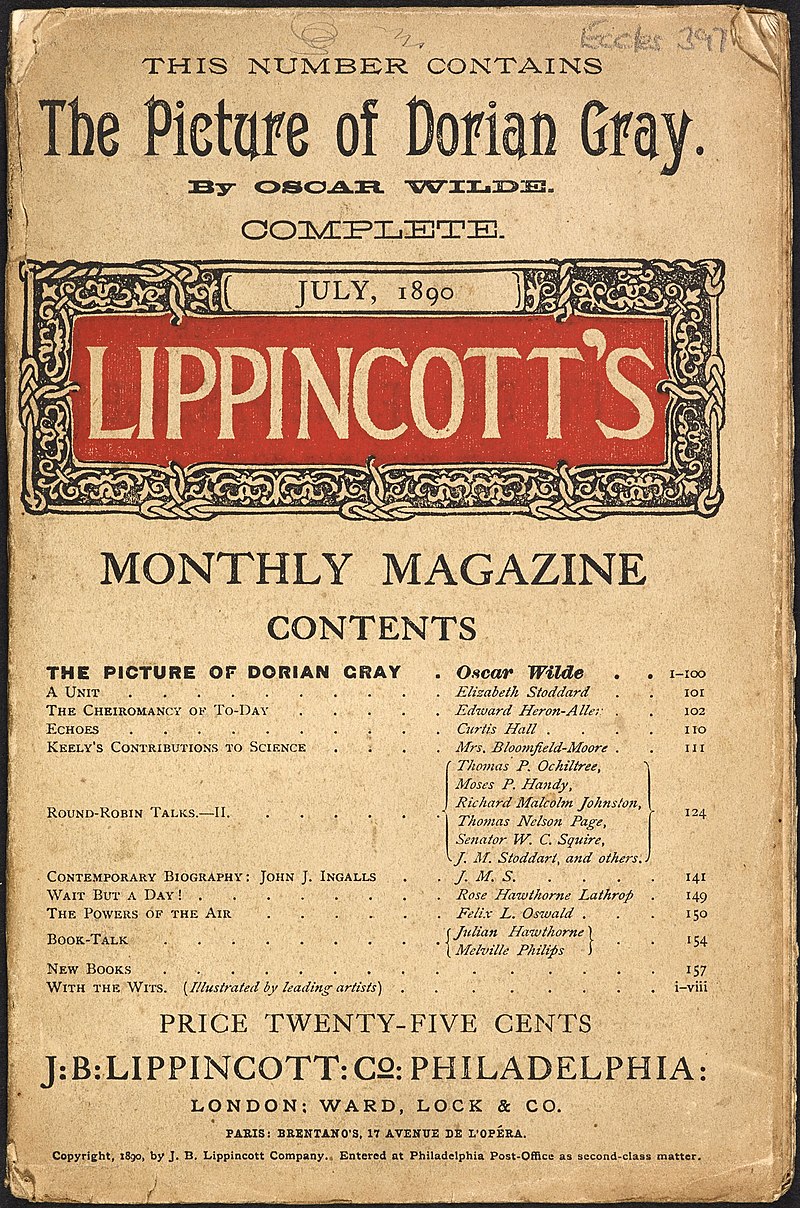 Eccles 397
THIS NUMBER CONTAINS
The Picture of Dorian Gray.
By OSCAR WILDE.
COMPLETE.
JULY, 1890
LIPPINCOTT'S
MONTHLY MAGAZINE
CONTENTS
THE PICTURE OF DORIAN GRAY . Oscar Wilde . . 1–100
A Unit . . . . . . . . . . Elizabeth Stoddard . . 101
The Cheiromancy of To-Day . . . . . Edward Heron-Allen . 102
Echoes . . . . . . . . . . Curtis Hall . . . . 110
Keely's Contributions to Science . . . . Mrs. Bloomfield-Moore . . 111
Round-Robin Talks.—II. . . . . . .
Thomas P. Ochiltree,
Moses P. Handy,
Richard Malcolm Johnston,
Thomas Nelson Page,
Senator W. C. Squire,
J. M. Stoddart, and others.
124
Contemporary Biography: John J. Ingalls . . J. M. S. . . . . 141
Wait But a Day! . . . . . . . . Rose Hawthorne Lathrop . 149
The Powers of the Air . . . . . . Felix L. Oswald . . . 150
Book-Talk . . . . . . . . .
Julian Hawthorne
Melville Philips
. . 154
New Books . . . . . . . . . . . . . . . 157
With the Wits. (Illustrated by leading artists) . . . . . . . . i–viii
PRICE TWENTY-FIVE CENTS
J:B:LIPPINCOTT:Co:PHILADELPHIA:
LONDON: WARD, LOCK & CO.
PARIS: BRENTANO'S, 17 AVENUE DE L'OPÉRA.
Copyright, 1890, by J. B. Lippincott Company. Entered at Philadelphia Post-Office as second-class matter.